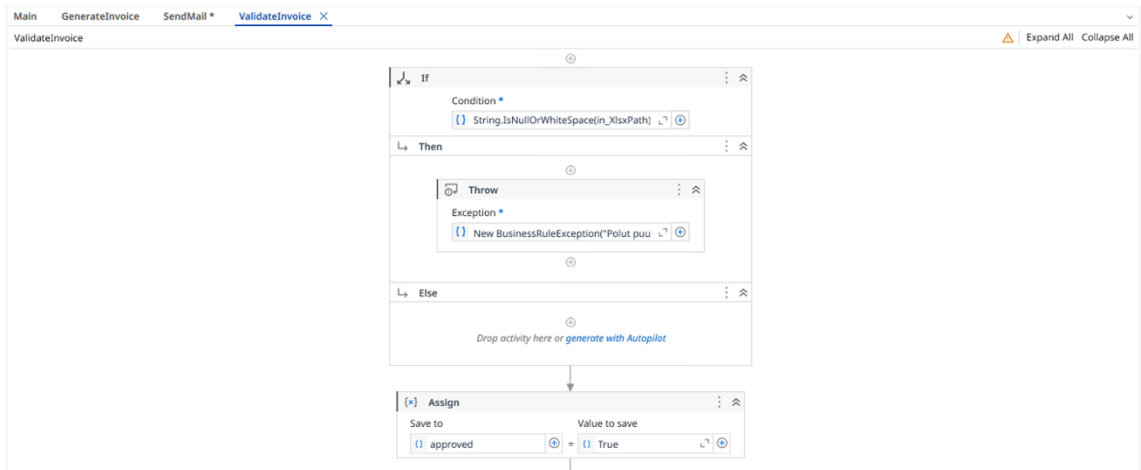 Main GenerateInvoice SendMail * ValidateInvoice
ValidateInvoice Expand All Collapse All
If
Condition *
String.IsNullOrWhiteSpace(in_XlsxPath)
Then
Throw
Exception *
New BusinessRuleException("Polut puu
Else
Drop activity here or generate with Autopilot
Assign
Save to Value to save
approved = True